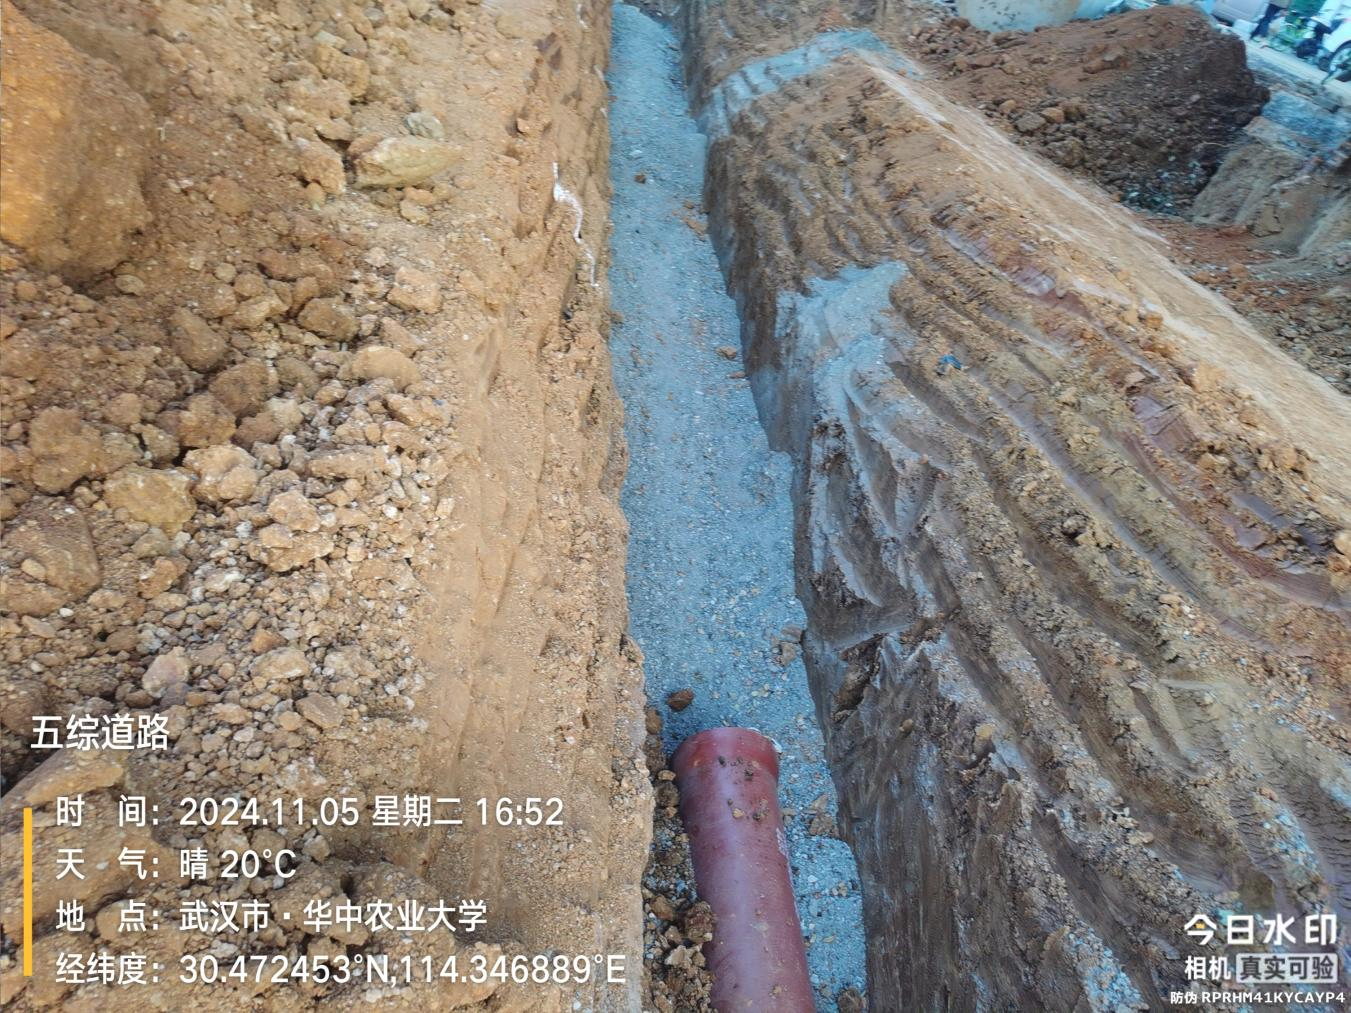 五综道路
时 间：2024.11.05 星期二 16:52
天 气：晴 20°C
地 点：武汉市·华中农业大学
经纬度：30.472453°N,114.346889°E
今日水印
相机 真实可验
防伪 RPRHM41KYCAYP4